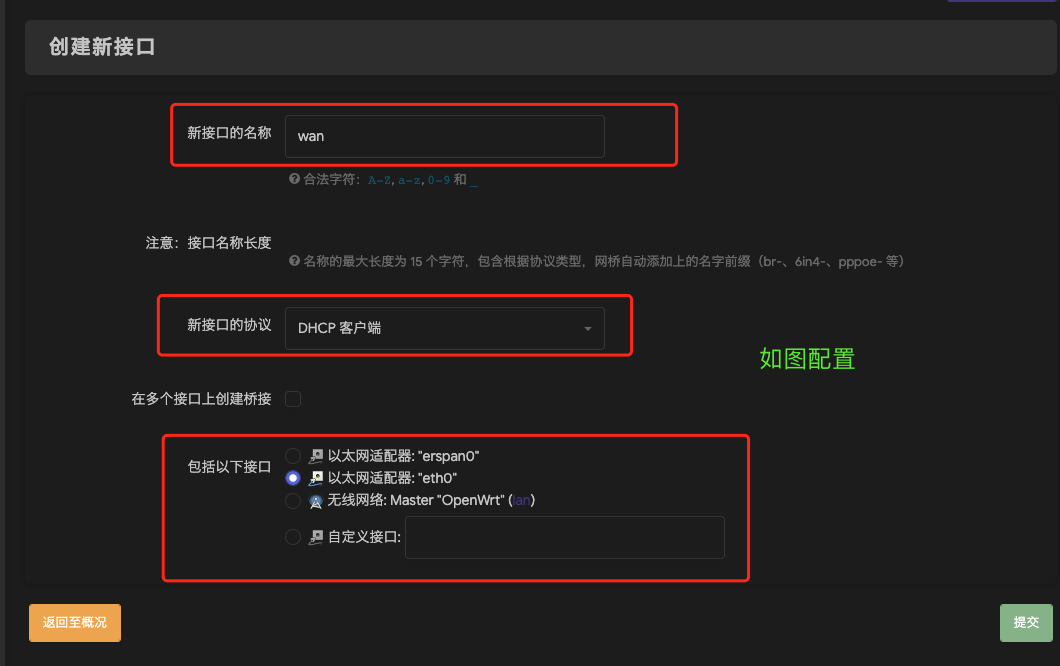 创建新接口
新接口的名称 wan
合法字符：A-Z, a-z, 0-9 和 _
注意：接口名称长度
名称的最大长度为 15 个字符，包含根据协议类型，网桥自动添加上的名字前缀（br-、6in4-、pppoe- 等）
新接口的协议 DHCP 客户端
如图配置
在多个接口上创建桥接
包括以下接口
以太网适配器: "erspan0"
以太网适配器: "eth0"
无线网络: Master "OpenWrt" (lan)
自定义接口:
返回至概况 提交